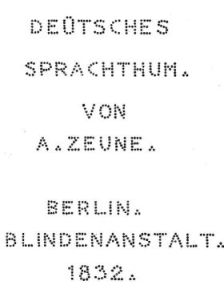 DEÜTSCHES
SPRACHTHUM.
VON
A. ZEUNE.
BERLIN.
BLINDENANSTALT.
1832.